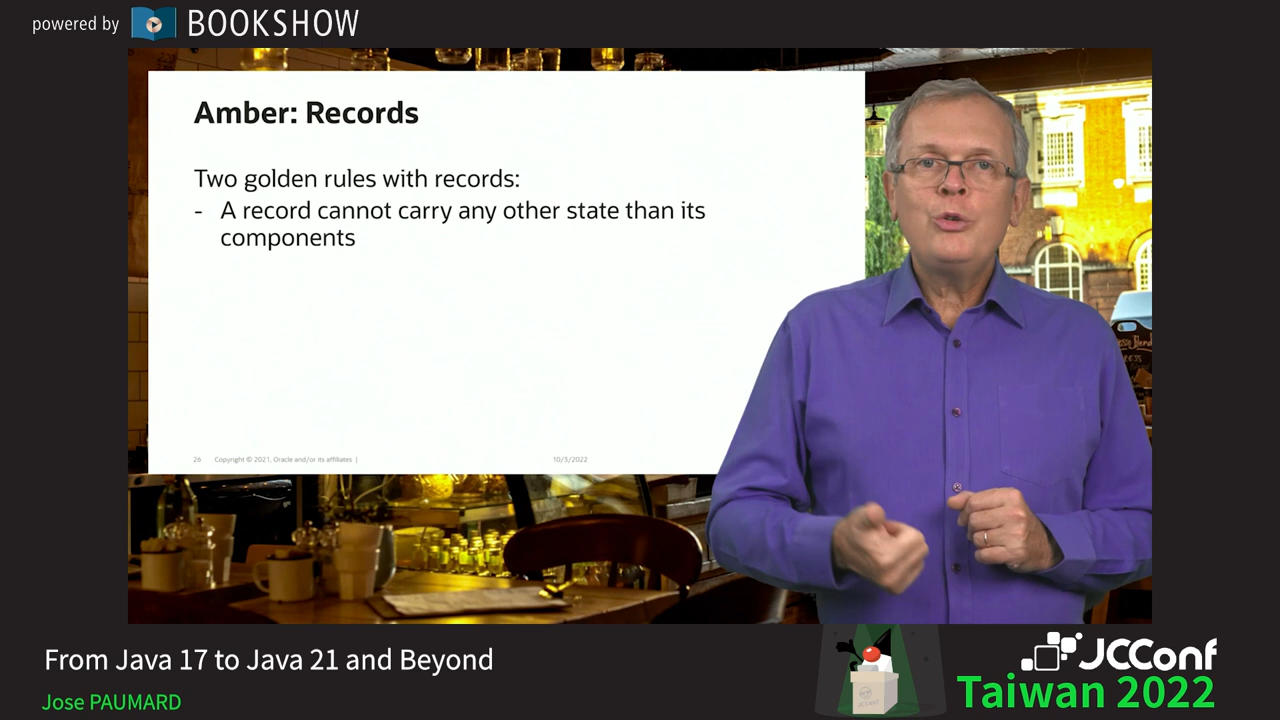 powered by BOOKSHOW
Amber: Records
Two golden rules with records:
- A record cannot carry any other state than its
components
26 Copyright © 2021, Oracle and/or its affiliates | 10/3/2022
From Java 17 to Java 21 and Beyond
Jose PAUMARD
JCConf
Taiwan 2022